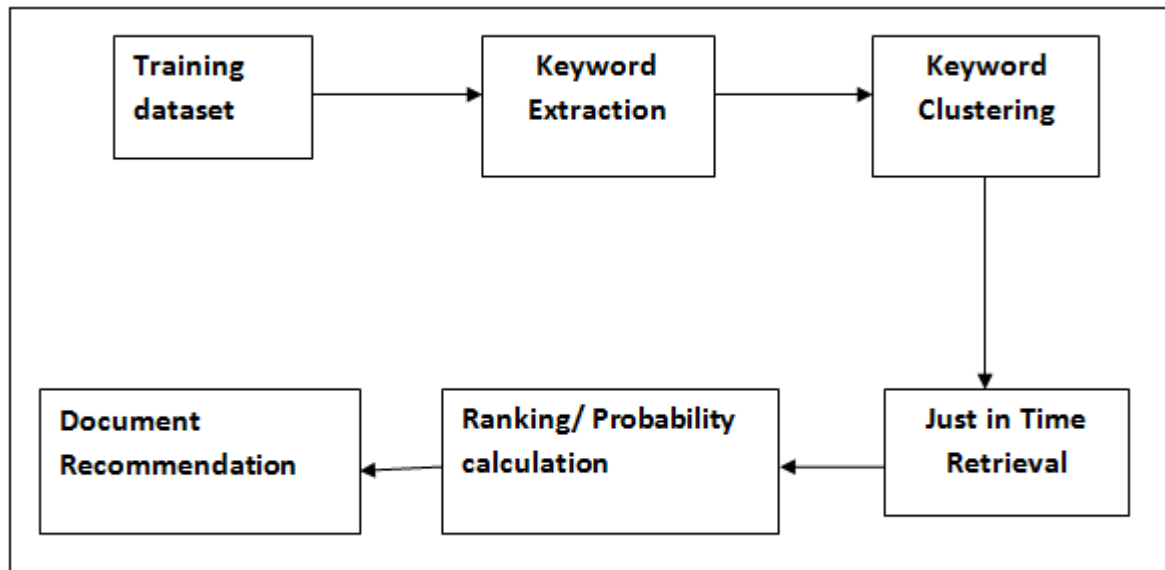 Training
dataset
Keyword
Extraction
Keyword
Clustering
Just in Time
Retrieval
Ranking/ Probability
calculation
Document
Recommendation